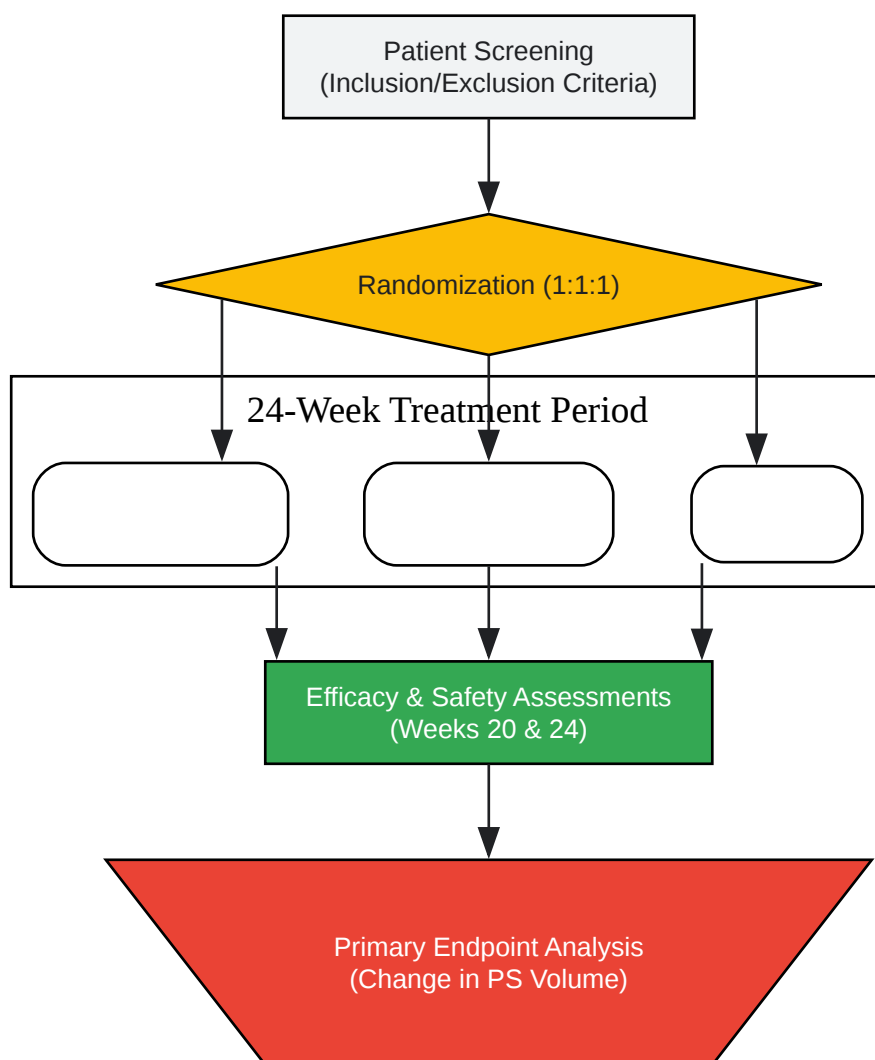 Patient Screening
(Inclusion/Exclusion Criteria)
Randomization (1:1:1)
24-Week Treatment Period
Efficacy & Safety Assessments
(Weeks 20 & 24)
Primary Endpoint Analysis
(Change in PS Volume)